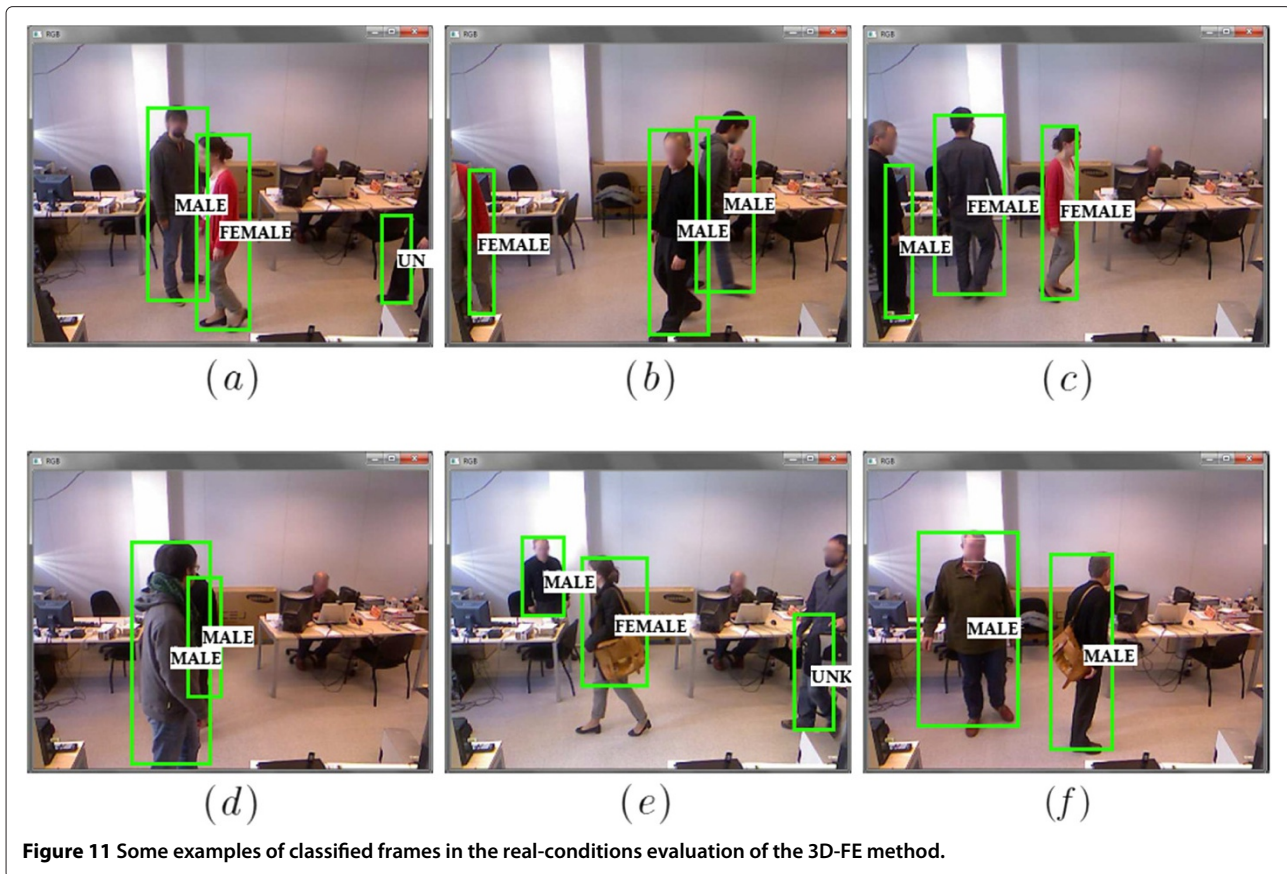 RGB
RGB
RGB
MALE
FEMALE
UN
FEMALE
MALE
MALE
MALE
FEMALE
FEMALE
(a)
(b)
(c)
RGB
RGB
RGB
MALE
MALE
MALE
FEMALE
UNK
MALE
MALE
(d)
(e)
(f)
Figure 11 Some examples of classified frames in the real-conditions evaluation of the 3D-FE method.